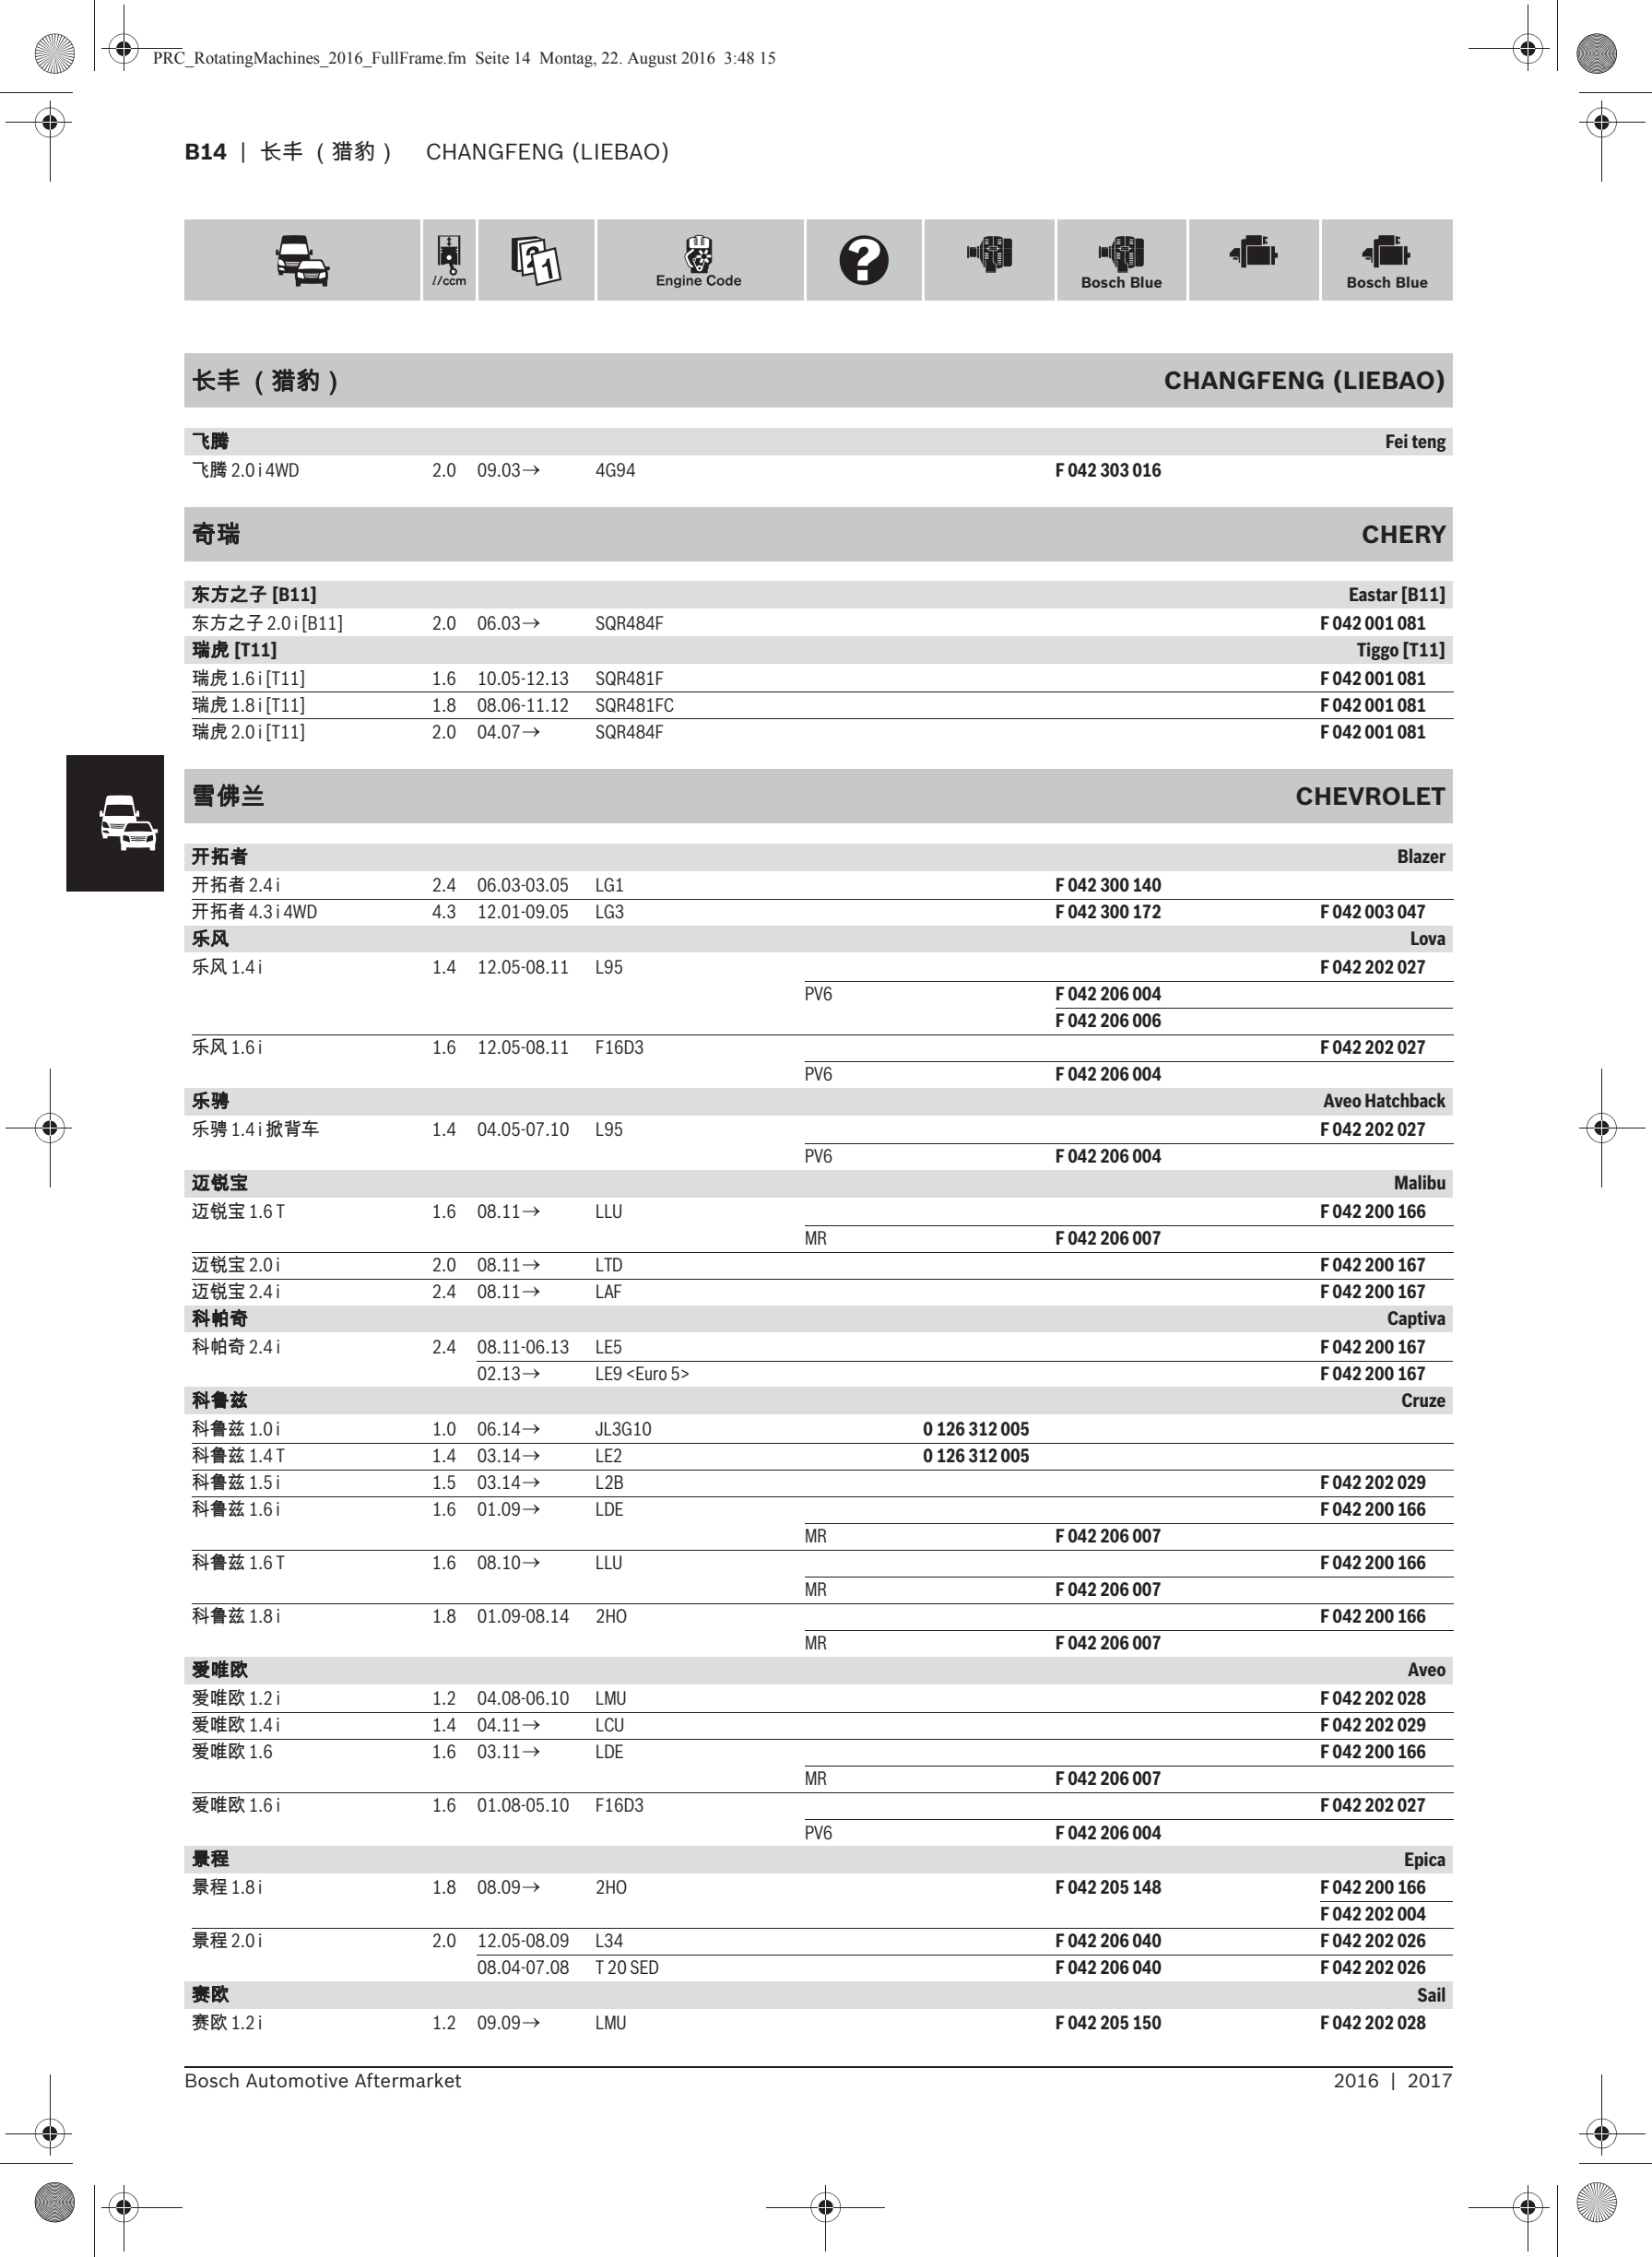 PRC_RotatingMachines_2016_FullFrame.fm Seite 14 Montag, 22. August 2016 3:48 15
B14 | 长丰（猎豹） CHANGFENG (LIEBAO)
l/ccm 2 1 Engine Code ? Bosch Blue Bosch Blue
长丰（猎豹） CHANGFENG (LIEBAO)
飞腾 Fei teng
飞腾 2.0 i 4WD 2.0 09.03→ 4G94 F 042 303 016
奇瑞 CHERY
东方之子 [B11] Eastar [B11]
东方之子 2.0 i [B11] 2.0 06.03→ SQR484F F 042 001 081
瑞虎 [T11] Tiggo [T11]
瑞虎 1.6 i [T11] 1.6 10.05-12.13 SQR481F F 042 001 081
瑞虎 1.8 i [T11] 1.8 08.06-11.12 SQR481FC F 042 001 081
瑞虎 2.0 i [T11] 2.0 04.07→ SQR484F F 042 001 081
雪佛兰 CHEVROLET
开拓者 Blazer
开拓者 2.4 i 2.4 06.03-03.05 LG1 F 042 300 140
开拓者 4.3 i 4WD 4.3 12.01-09.05 LG3 F 042 300 172 F 042 003 047
乐风 Lova
乐风 1.4 i 1.4 12.05-08.11 L95 F 042 202 027
PV6 F 042 206 004
F 042 206 006
乐风 1.6 i 1.6 12.05-08.11 F16D3 F 042 202 027
PV6 F 042 206 004
乐骋 Aveo Hatchback
乐骋 1.4 i 掀背车 1.4 04.05-07.10 L95 F 042 202 027
PV6 F 042 206 004
迈锐宝 Malibu
迈锐宝 1.6 T 1.6 08.11→ LLU F 042 200 166
MR F 042 206 007
迈锐宝 2.0 i 2.0 08.11→ LTD F 042 200 167
迈锐宝 2.4 i 2.4 08.11→ LAF F 042 200 167
科帕奇 Captiva
科帕奇 2.4 i 2.4 08.11-06.13 LE5 F 042 200 167
02.13→ LE9 <Euro 5> F 042 200 167
科鲁兹 Cruze
科鲁兹 1.0 i 1.0 06.14→ JL3G10 0 126 312 005
科鲁兹 1.4 T 1.4 03.14→ LE2 0 126 312 005
科鲁兹 1.5 i 1.5 03.14→ L2B F 042 202 029
科鲁兹 1.6 i 1.6 01.09→ LDE F 042 200 166
MR F 042 206 007
科鲁兹 1.6 T 1.6 08.10→ LLU F 042 200 166
MR F 042 206 007
科鲁兹 1.8 i 1.8 01.09-08.14 2HO F 042 200 166
MR F 042 206 007
爱唯欧 Aveo
爱唯欧 1.2 i 1.2 04.08-06.10 LMU F 042 202 028
爱唯欧 1.4 i 1.4 04.11→ LCU F 042 202 029
爱唯欧 1.6 1.6 03.11→ LDE F 042 200 166
MR F 042 206 007
爱唯欧 1.6 i 1.6 01.08-05.10 F16D3 F 042 202 027
PV6 F 042 206 004
景程 Epica
景程 1.8 i 1.8 08.09→ 2HO F 042 205 148 F 042 200 166
F 042 202 004
景程 2.0 i 2.0 12.05-08.09 L34 F 042 206 040 F 042 202 026
08.04-07.08 T 20 SED F 042 206 040 F 042 202 026
赛欧 Sail
赛欧 1.2 i 1.2 09.09→ LMU F 042 205 150 F 042 202 028
Bosch Automotive Aftermarket 2016 | 2017